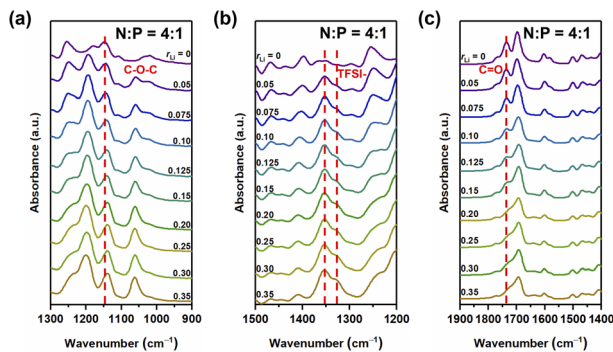 (a)
N:P = 4:1
rLi = 0
C-O-C
0.05
0.075
0.10
0.125
0.15
0.20
0.25
0.30
0.35
Absorbance (a.u.)
1300 1200 1100 1000 900
Wavenumber (cm⁻¹)
(b)
N:P = 4:1
rLi = 0
TFSI-
0.05
0.075
0.10
0.125
0.15
0.20
0.25
0.30
0.35
Absorbance (a.u.)
1500 1400 1300 1200
Wavenumber (cm⁻¹)
(c)
N:P = 4:1
rLi = 0
C=O
0.05
0.075
0.10
0.125
0.15
0.20
0.25
0.30
0.35
Absorbance (a.u.)
1900 1800 1700 1600 1500 1400
Wavenumber (cm⁻¹)